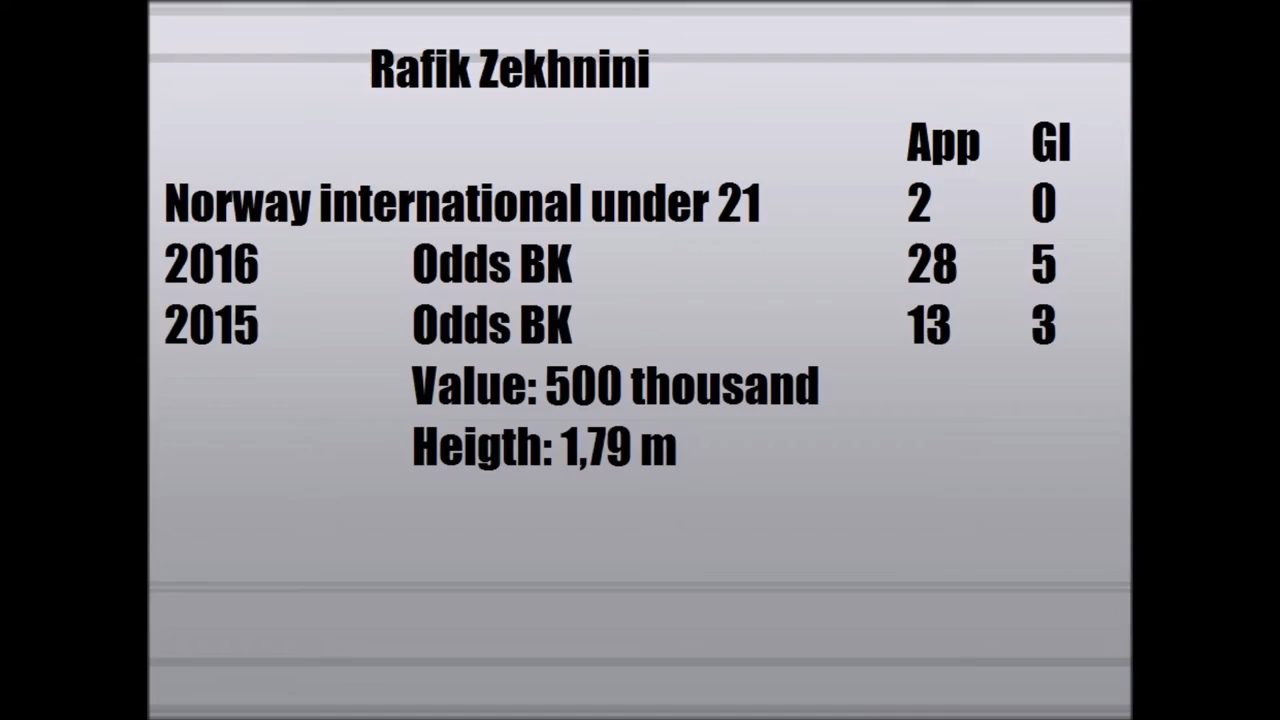 Rafik Zekhnini
App Gl
Norway international under 21 2 0
2016 Odds BK 28 5
2015 Odds BK 13 3
Value: 500 thousand
Heigth: 1,79 m